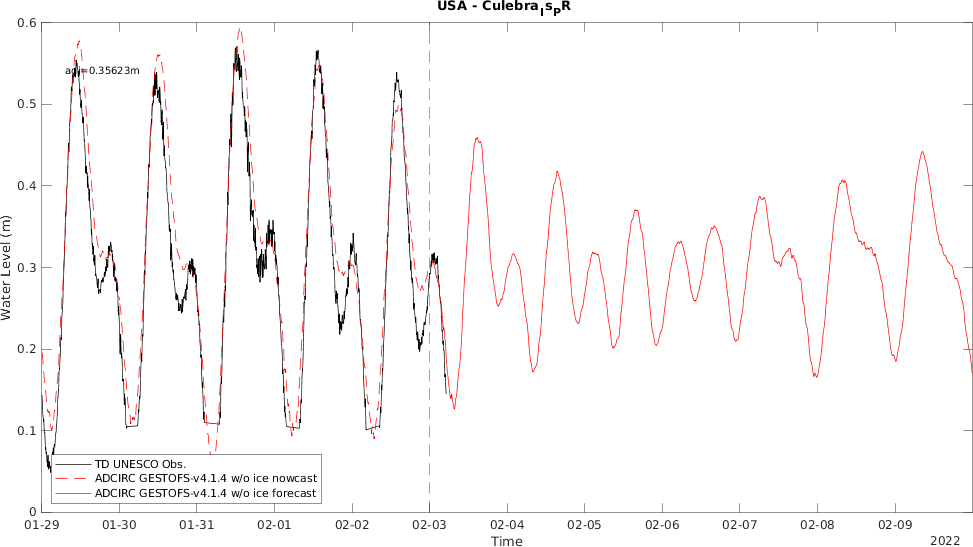 USA - CulebraIsPR
0.6
adj=0.35623m
0.5
0.4
0.3
0.2
0.1
0
Water Level (m)
TD UNESCO Obs.
ADCIRC GESTOFS-v4.1.4 w/o ice nowcast
ADCIRC GESTOFS-v4.1.4 w/o ice forecast
01-29 01-30 01-31 02-01 02-02 02-03 02-04 02-05 02-06 02-07 02-08 02-09
Time
2022